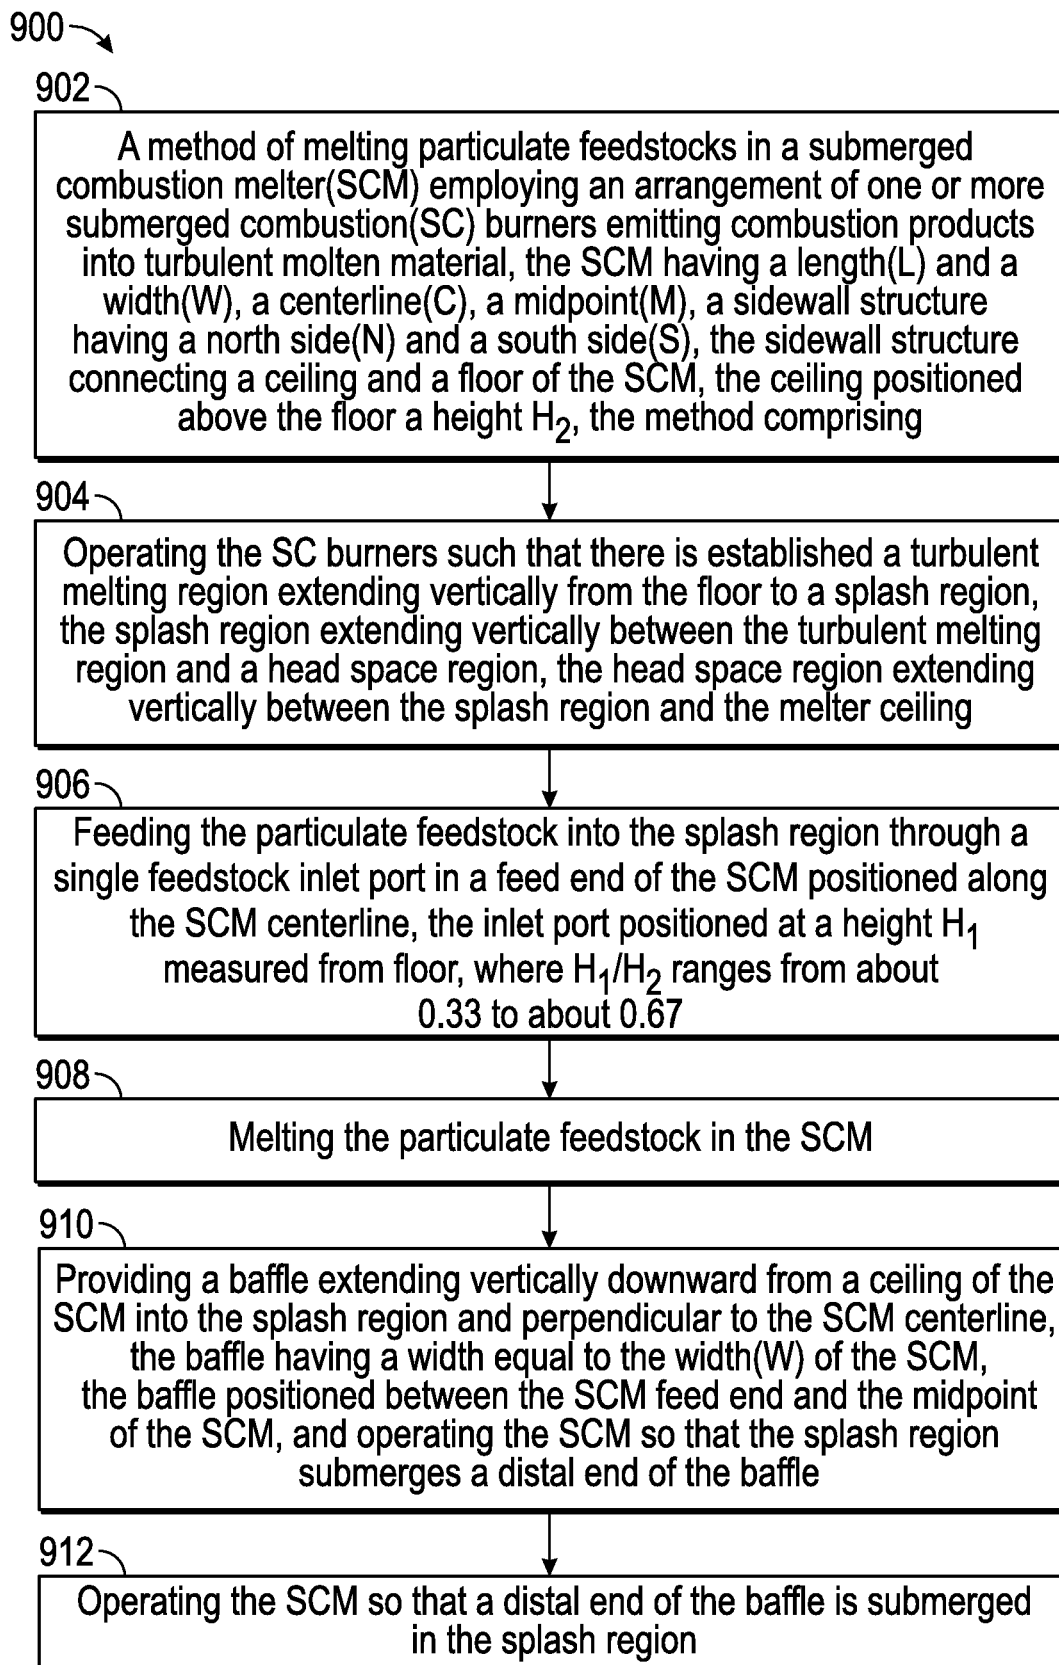 900
902
A method of melting particulate feedstocks in a submerged
combustion melter(SCM) employing an arrangement of one or more
submerged combustion(SC) burners emitting combustion products
into turbulent molten material, the SCM having a length(L) and a
width(W), a centerline(C), a midpoint(M), a sidewall structure
having a north side(N) and a south side(S), the sidewall structure
connecting a ceiling and a floor of the SCM, the ceiling positioned
above the floor a height H₂, the method comprising
904
Operating the SC burners such that there is established a turbulent
melting region extending vertically from the floor to a splash region,
the splash region extending vertically between the turbulent melting
region and a head space region, the head space region extending
vertically between the splash region and the melter ceiling
906
Feeding the particulate feedstock into the splash region through a
single feedstock inlet port in a feed end of the SCM positioned along
the SCM centerline, the inlet port positioned at a height H₁
measured from floor, where H₁/H₂ ranges from about
0.33 to about 0.67
908
Melting the particulate feedstock in the SCM
910
Providing a baffle extending vertically downward from a ceiling of the
SCM into the splash region and perpendicular to the SCM centerline,
the baffle having a width equal to the width(W) of the SCM,
the baffle positioned between the SCM feed end and the midpoint
of the SCM, and operating the SCM so that the splash region
submerges a distal end of the baffle
912
Operating the SCM so that a distal end of the baffle is submerged
in the splash region